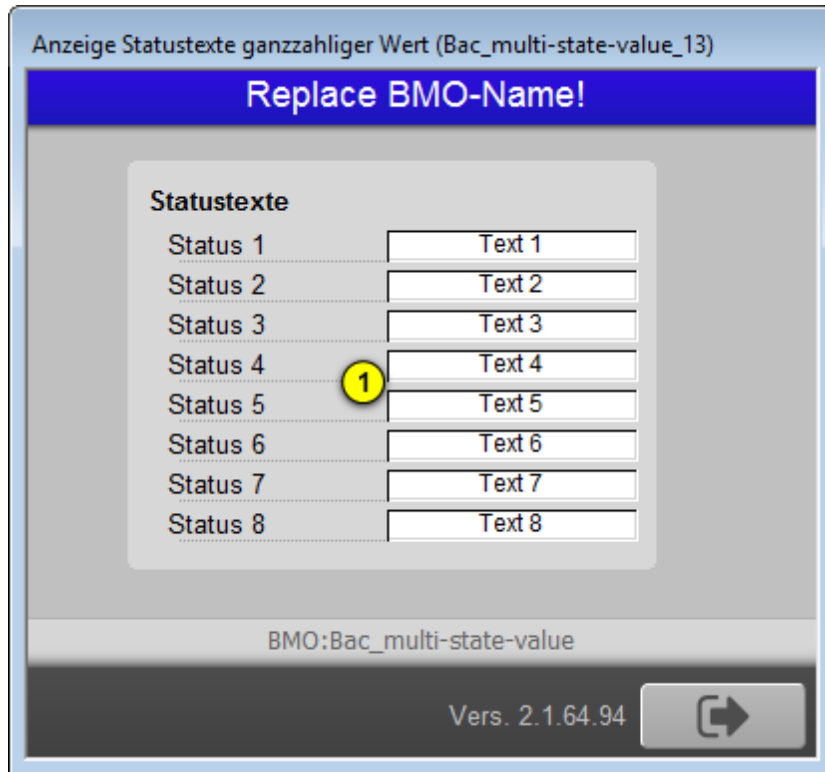 Anzeige Statustexte ganzzahliger Wert (Bac_multi-state-value_13)
Replace BMO-Name!
Statustexte
Status 1 Text 1
Status 2 Text 2
Status 3 Text 3
Status 4 Text 4
1
Status 5 Text 5
Status 6 Text 6
Status 7 Text 7
Status 8 Text 8
BMO:Bac_multi-state-value
Vers. 2.1.64.94